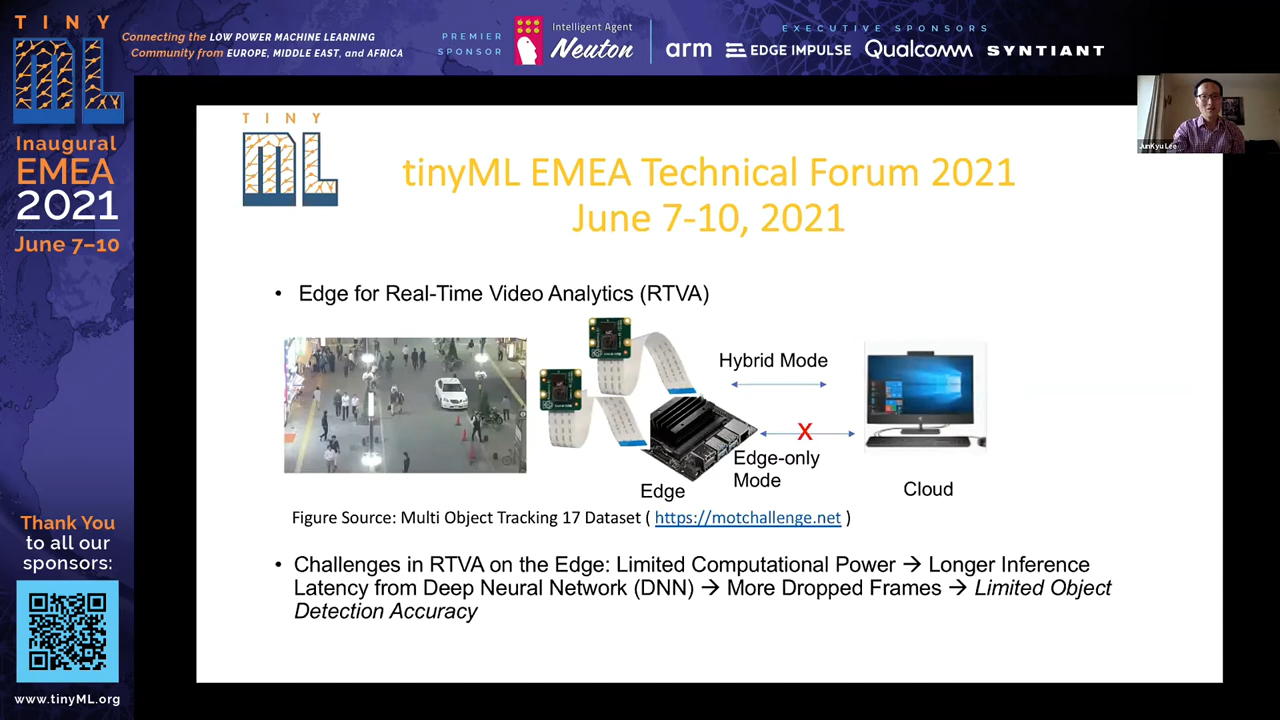 TINY
ML
Connecting the LOW POWER MACHINE LEARNING
Community from EUROPE, MIDDLE EAST, and AFRICA
PREMIER
SPONSOR
Intelligent Agent
Neuton
EXECUTIVE SPONSORS
arm
EDGE IMPULSE
Qualcomm
SYNTIANT
Inaugural
EMEA
2021
June 7–10
Thank You
to all our
sponsors:
www.tinyML.org
JunKyu Lee
TINY
ML
tinyML EMEA Technical Forum 2021
June 7-10, 2021
• Edge for Real-Time Video Analytics (RTVA)
Hybrid Mode
X
Edge-only
Mode
Edge
Cloud
Figure Source: Multi Object Tracking 17 Dataset ( https://motchallenge.net )
• Challenges in RTVA on the Edge: Limited Computational Power → Longer Inference
Latency from Deep Neural Network (DNN) → More Dropped Frames → Limited Object
Detection Accuracy